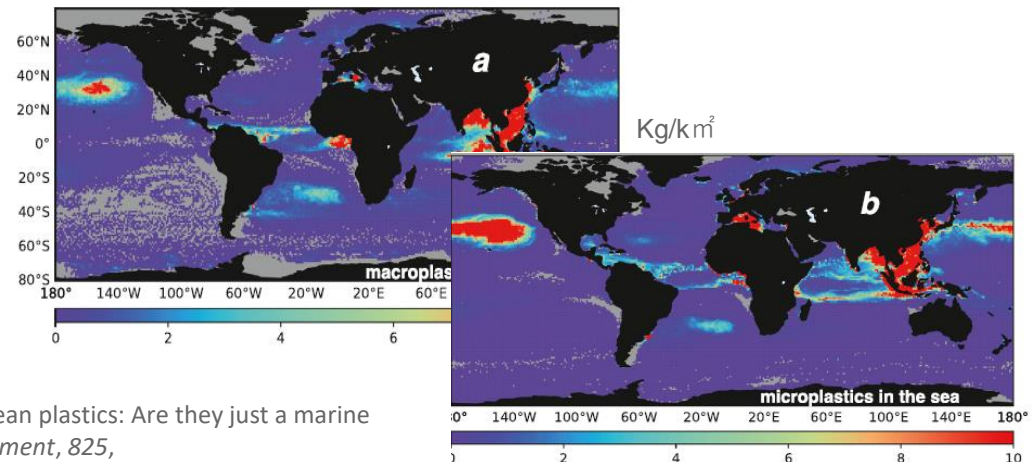 60°N
40°N
20°N
0°
20°S
40°S
60°S
80°S
a
macroplas
180° 140°W 100°W 60°W 20°W 20°E 60°E
0 2 4 6
Kg/k㎡
b
microplastics in the sea
140°W 100°W 60°W 20°W 20°E 60°E 100°E 140°E 180°
0 2 4 6 8 10
ean plastics: Are they just a marine
ment, 825,